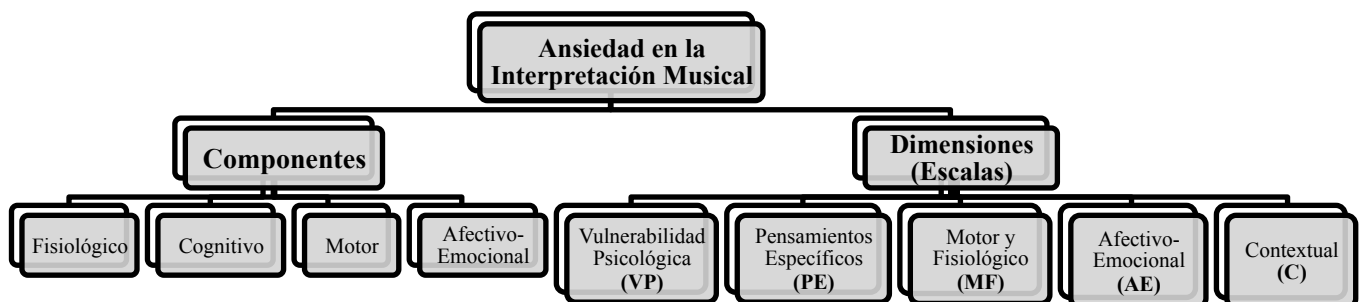 Ansiedad en la
Interpretación Musical
Componentes
Dimensiones
(Escalas)
Fisiológico
Cognitivo
Motor
Afectivo-
Emocional
Vulnerabilidad
Psicológica
(VP)
Pensamientos
Específicos
(PE)
Motor y
Fisiológico
(MF)
Afectivo-
Emocional
(AE)
Contextual
(C)